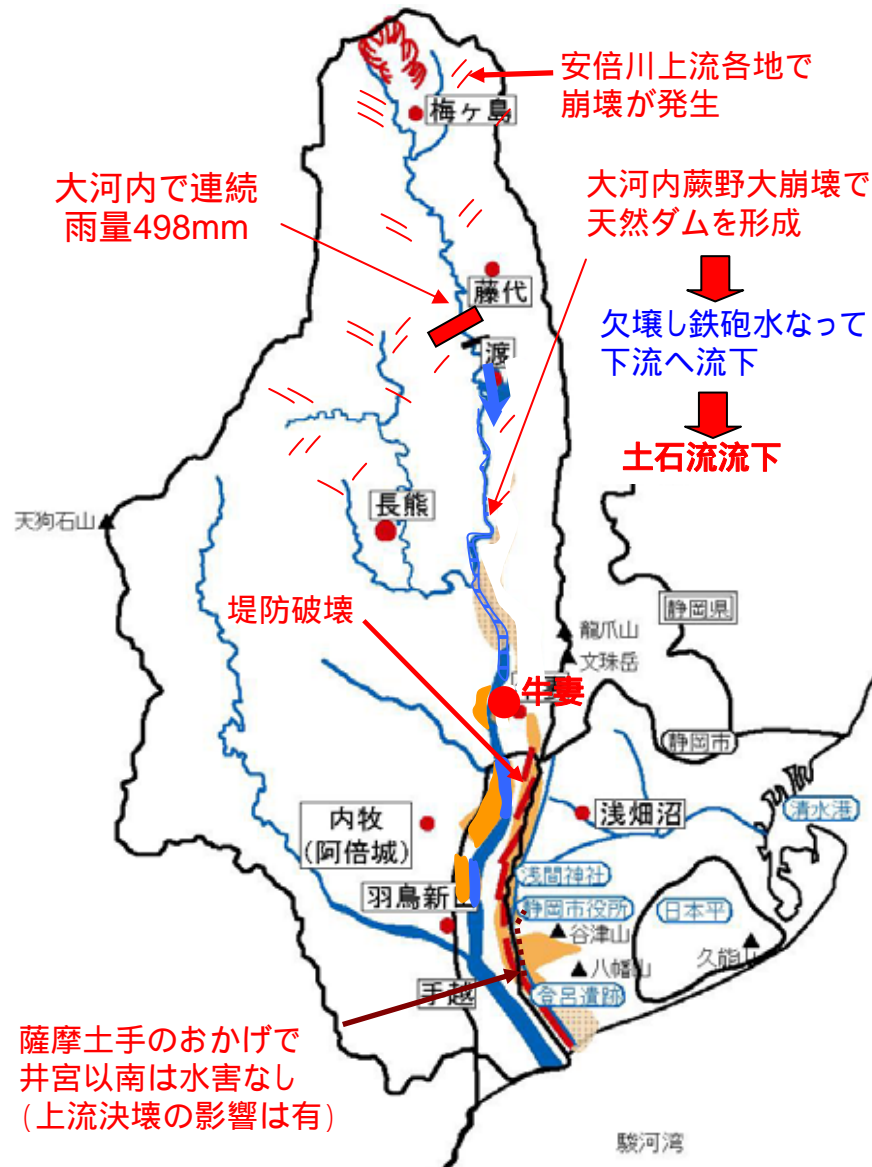 安倍川上流各地で
崩壊が発生
梅ヶ島
大河内で連続
雨量498mm
大河内蕨野大崩壊で
天然ダムを形成
藤代
欠壊し鉄砲水なって
下流へ流下
渡
土石流流下
長熊
天狗石山
静岡県
堤防破壊
龍爪山
文珠岳
牛妻
静岡市
内牧
(阿倍城)
浅畑沼
清水港
浅間神社
羽鳥新田
静岡市役所
日本平
谷津山
久能山
八幡山
手越
登呂遺跡
薩摩土手のおかげで
井宮以南は水害なし
(上流決壊の影響は有)
駿河湾